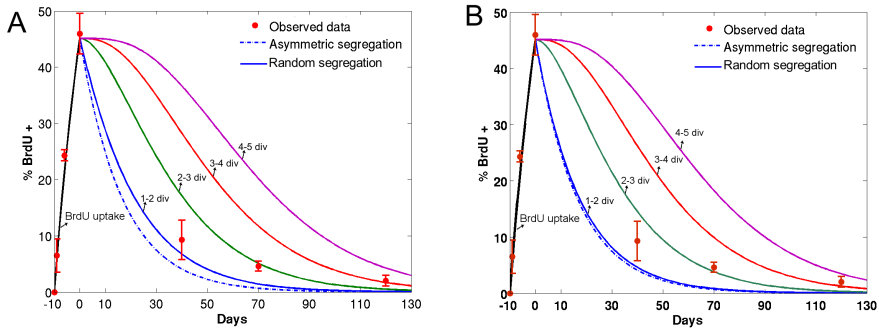 A
% BrdU +
50
40
30
20
10
0
-10 0 10 30 50 70 90 110 130
Days
Observed data
Asymmetric segregation
Random segregation
4-5 div
3-4 div
2-3 div
1-2 div
BrdU uptake
B
% BrdU +
50
40
30
20
10
0
-10 0 10 30 50 70 90 110 130
Days
Observed data
Asymmetric segregation
Random segregation
4-5 div
3-4 div
2-3 div
1-2 div
BrdU uptake